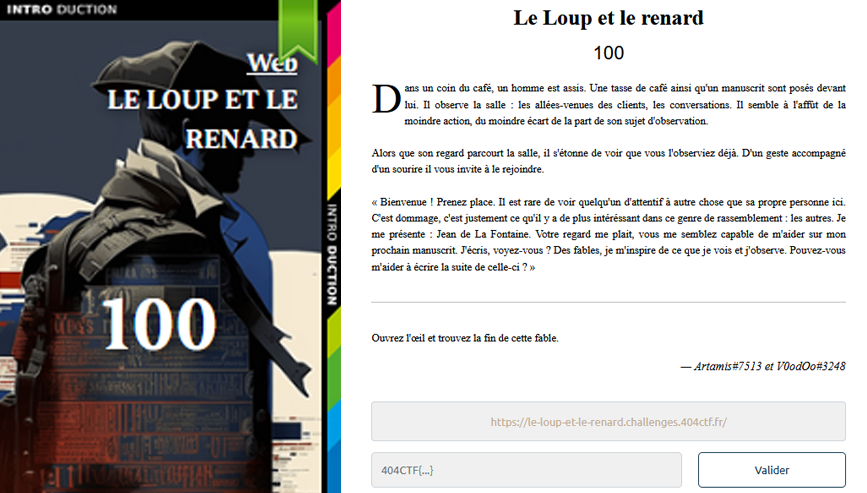 INTRO DUCTION
Web
LE LOUP ET LE
RENARD
100
INTRO DUCTION
Le Loup et le renard
100
Dans un coin du café, un homme est assis. Une tasse de café ainsi qu'un manuscrit sont posés devant
lui. Il observe la salle : les allées-venues des clients, les conversations. Il semble à l'affût de la
moindre action, du moindre écart de la part de son sujet d'observation.
Alors que son regard parcourt la salle, il s'étonne de voir que vous l'observiez déjà. D'un geste accompagné
d'un sourire il vous invite à le rejoindre.
« Bienvenue ! Prenez place. Il est rare de voir quelqu'un d'attentif à autre chose que sa propre personne ici.
C'est dommage, c'est justement ce qu'il y a de plus intéréssant dans ce genre de rassemblement : les autres. Je
me présente : Jean de La Fontaine. Votre regard me plait, vous me semblez capable de m'aider sur mon
prochain manuscrit. J'écris, voyez-vous ? Des fables, je m'inspire de ce que je vois et j'observe. Pouvez-vous
m'aider à écrire la suite de celle-ci ? »
Ouvrez l'œil et trouvez la fin de cette fable.
— Artamis#7513 et V0odOo#3248
https://le-loup-et-le-renard.challenges.404ctf.fr/
404CTF{...}
Valider